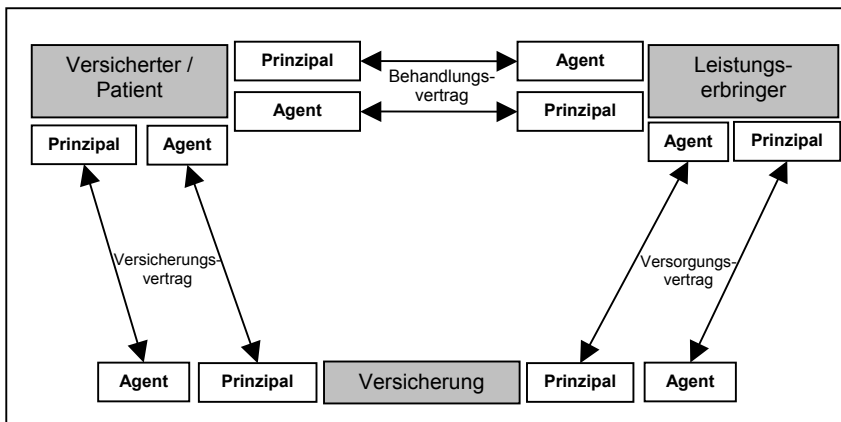 Versicherter /
Patient
Prinzipal
Agent
Behandlungs-
vertrag
Agent
Prinzipal
Leistungs-
erbringer
Prinzipal
Agent
Agent
Prinzipal
Versicherungs-
vertrag
Versorgungs-
vertrag
Agent
Prinzipal
Versicherung
Prinzipal
Agent